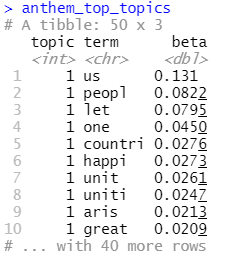 > anthem_top_topics
# A tibble: 50 x 3
topic term beta
<int> <chr> <dbl>
1 1 us 0.131
2 1 peopl 0.0822
3 1 let 0.0795
4 1 one 0.0450
5 1 countri 0.0276
6 1 happi 0.0273
7 1 unit 0.0261
8 1 uniti 0.0247
9 1 aris 0.0213
10 1 great 0.0209
# ... with 40 more rows